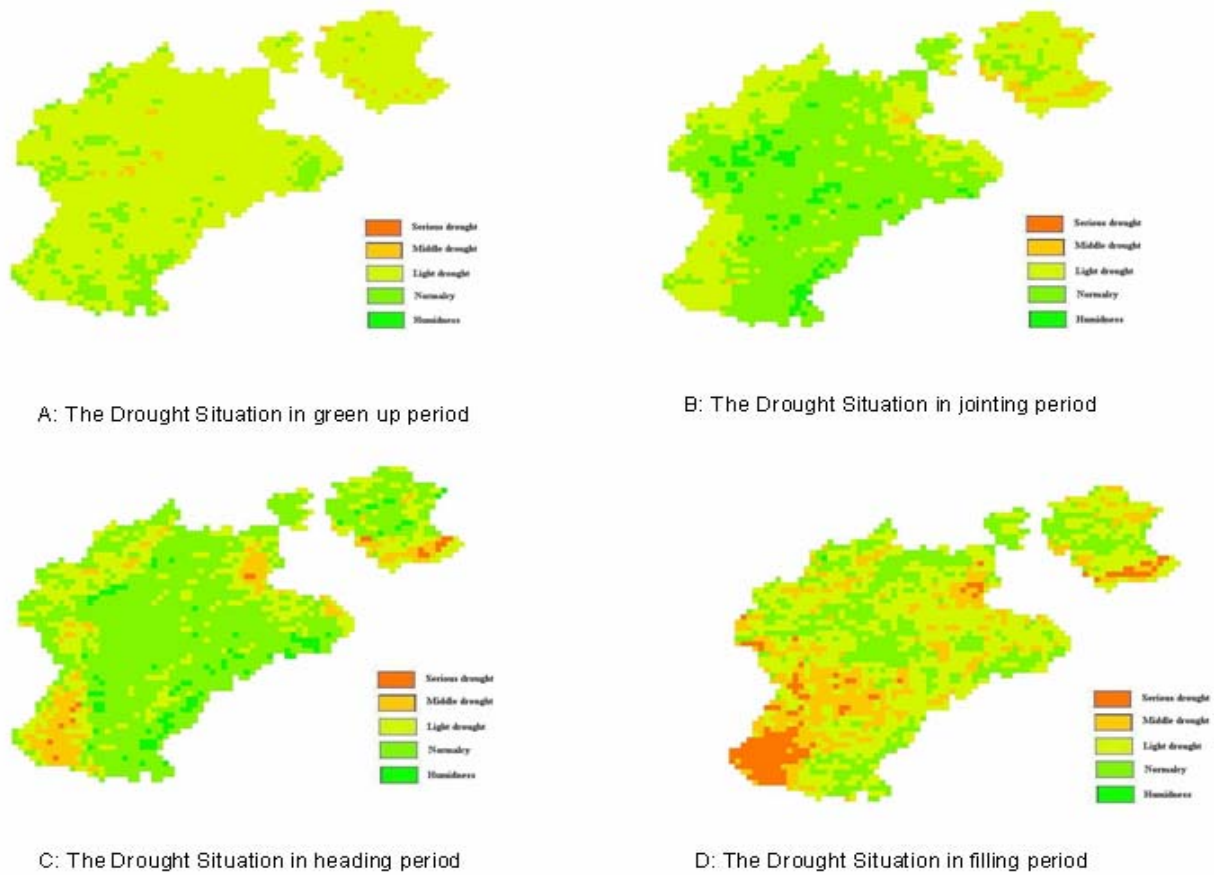 Serious drought
Middle drought
Light drought
Normalcy
Humidness
A: The Drought Situation in green up period
Serious drought
Middle drought
Light drought
Normalcy
Humidness
B: The Drought Situation in jointing period
Serious drought
Middle drought
Light drought
Normalcy
Humidness
C: The Drought Situation in heading period
Serious drought
Middle drought
Light drought
Normalcy
Humidness
D: The Drought Situation in filling period